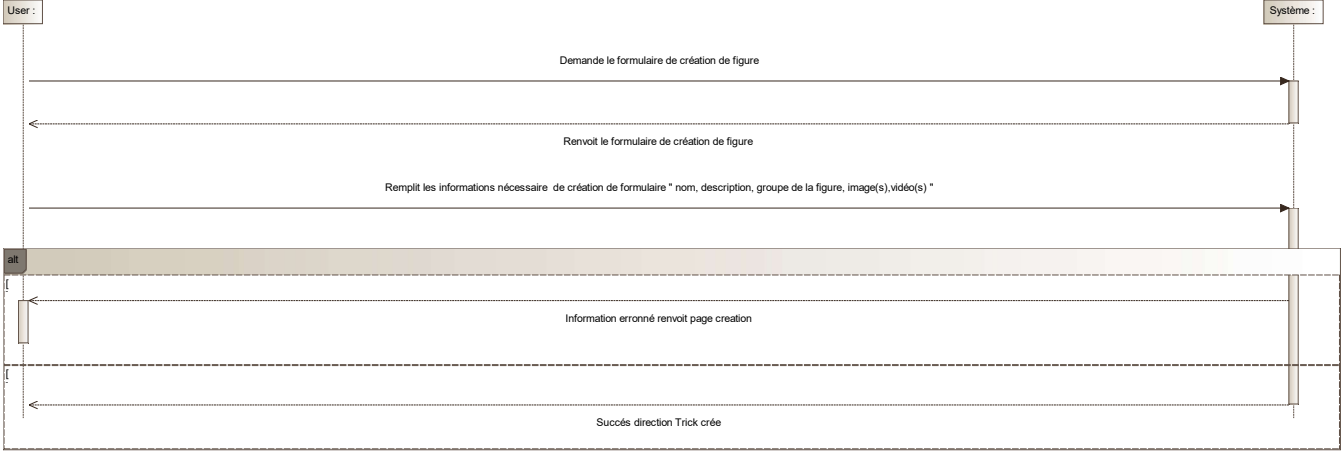 User :
Système :
Demande le formulaire de création de figure
Renvoit le formulaire de création de figure
Remplit les informations nécessaire  de création de formulaire " nom, description, groupe de la figure, image(s),vidéo(s) "
alt
[
Information erroné renvoit page creation
[
Succés direction Trick crée